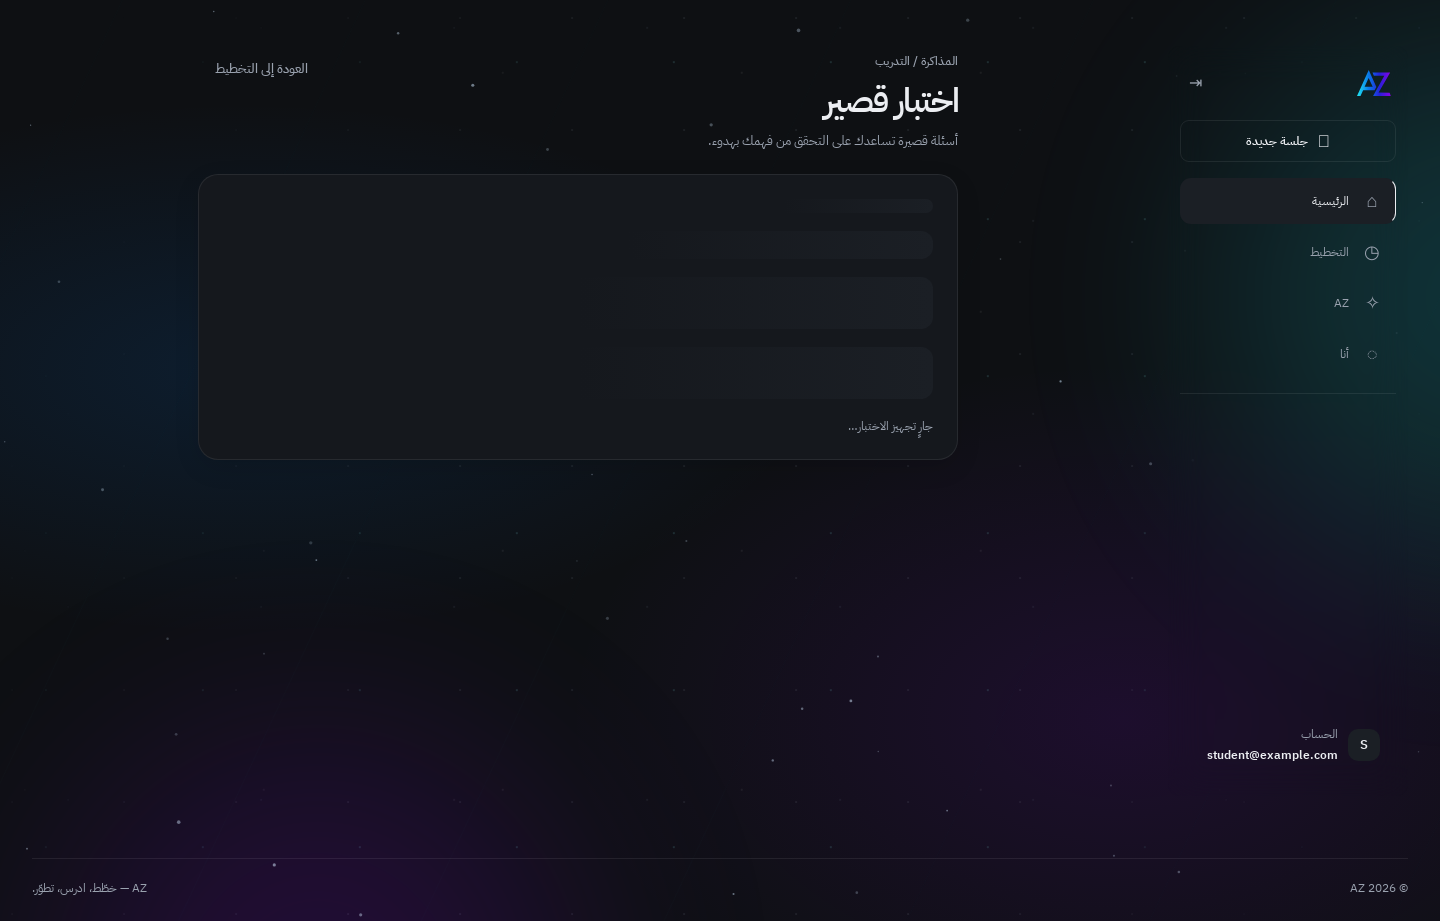 AZ
جلسة جديدة
الرئيسية
التخطيط
AZ
أنا
الحساب
S
student@example.com
المذاكرة / التدريب
اختبار قصير
أسئلة قصيرة تساعدك على التحقق من فهمك بهدوء.
العودة إلى التخطيط
جارٍ تجهيز الاختبار...
© 2026 AZ
AZ — خطّط، ادرس، تطوّر.